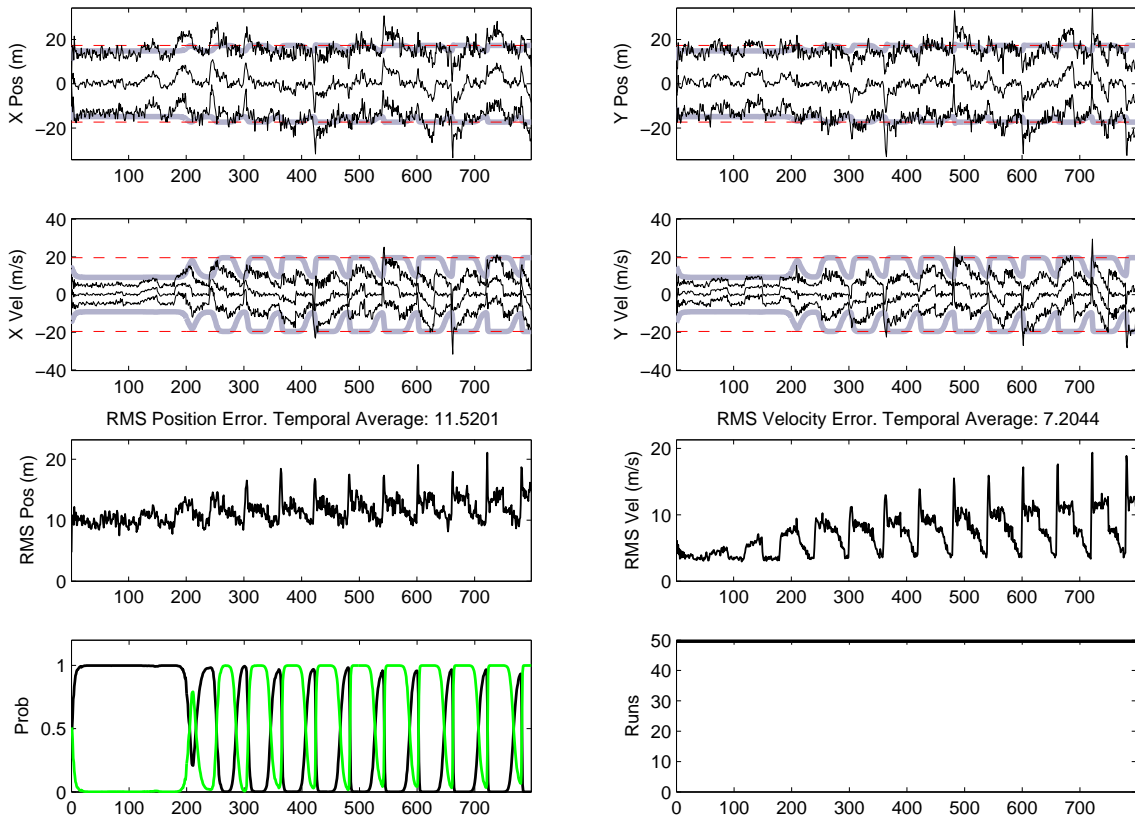 20
0
−20
X Pos (m)
100 200 300 400 500 600 700
20
0
−20
Y Pos (m)
100 200 300 400 500 600 700
40
20
0
−20
−40
X Vel (m/s)
0 100 200 300 400 500 600 700
40
20
0
−20
−40
Y Vel (m/s)
0 100 200 300 400 500 600 700
RMS Position Error. Temporal Average: 11.5201
20
10
0
RMS Pos (m)
100 200 300 400 500 600 700
RMS Velocity Error. Temporal Average: 7.2044
20
10
0
RMS Vel (m/s)
100 200 300 400 500 600 700
1
0.5
0
Prob
0 100 200 300 400 500 600 700
50
40
30
20
10
0
Runs
0 100 200 300 400 500 600 700